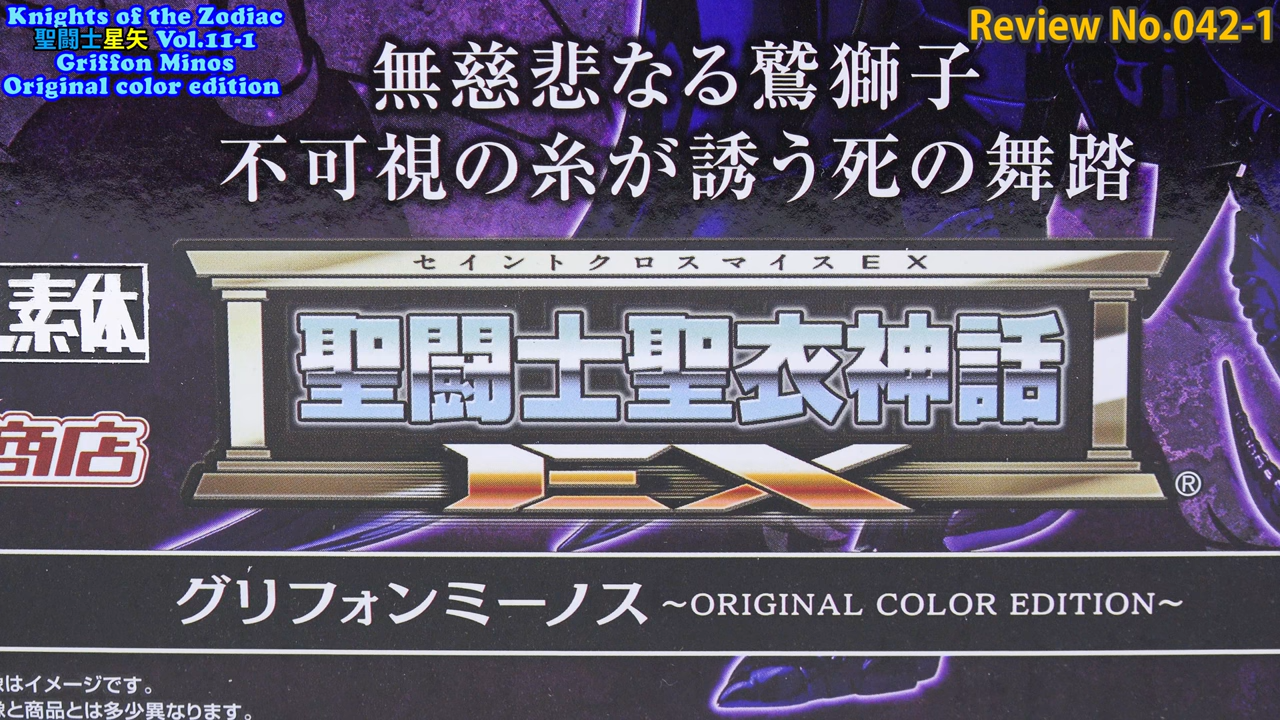 Knights of the Zodiac
聖闘士星矢 Vol.11-1
Griffon Minos
Original color edition
Review No.042-1
無慈悲なる鷲獅子
不可視の糸が誘う死の舞踏
セイントクロスマイスEX
聖闘士聖衣神話
EX
®
素体
商店
グリフォンミーノス ～ORIGINAL COLOR EDITION～
像はイメージです。
像と商品とは多少異なります。